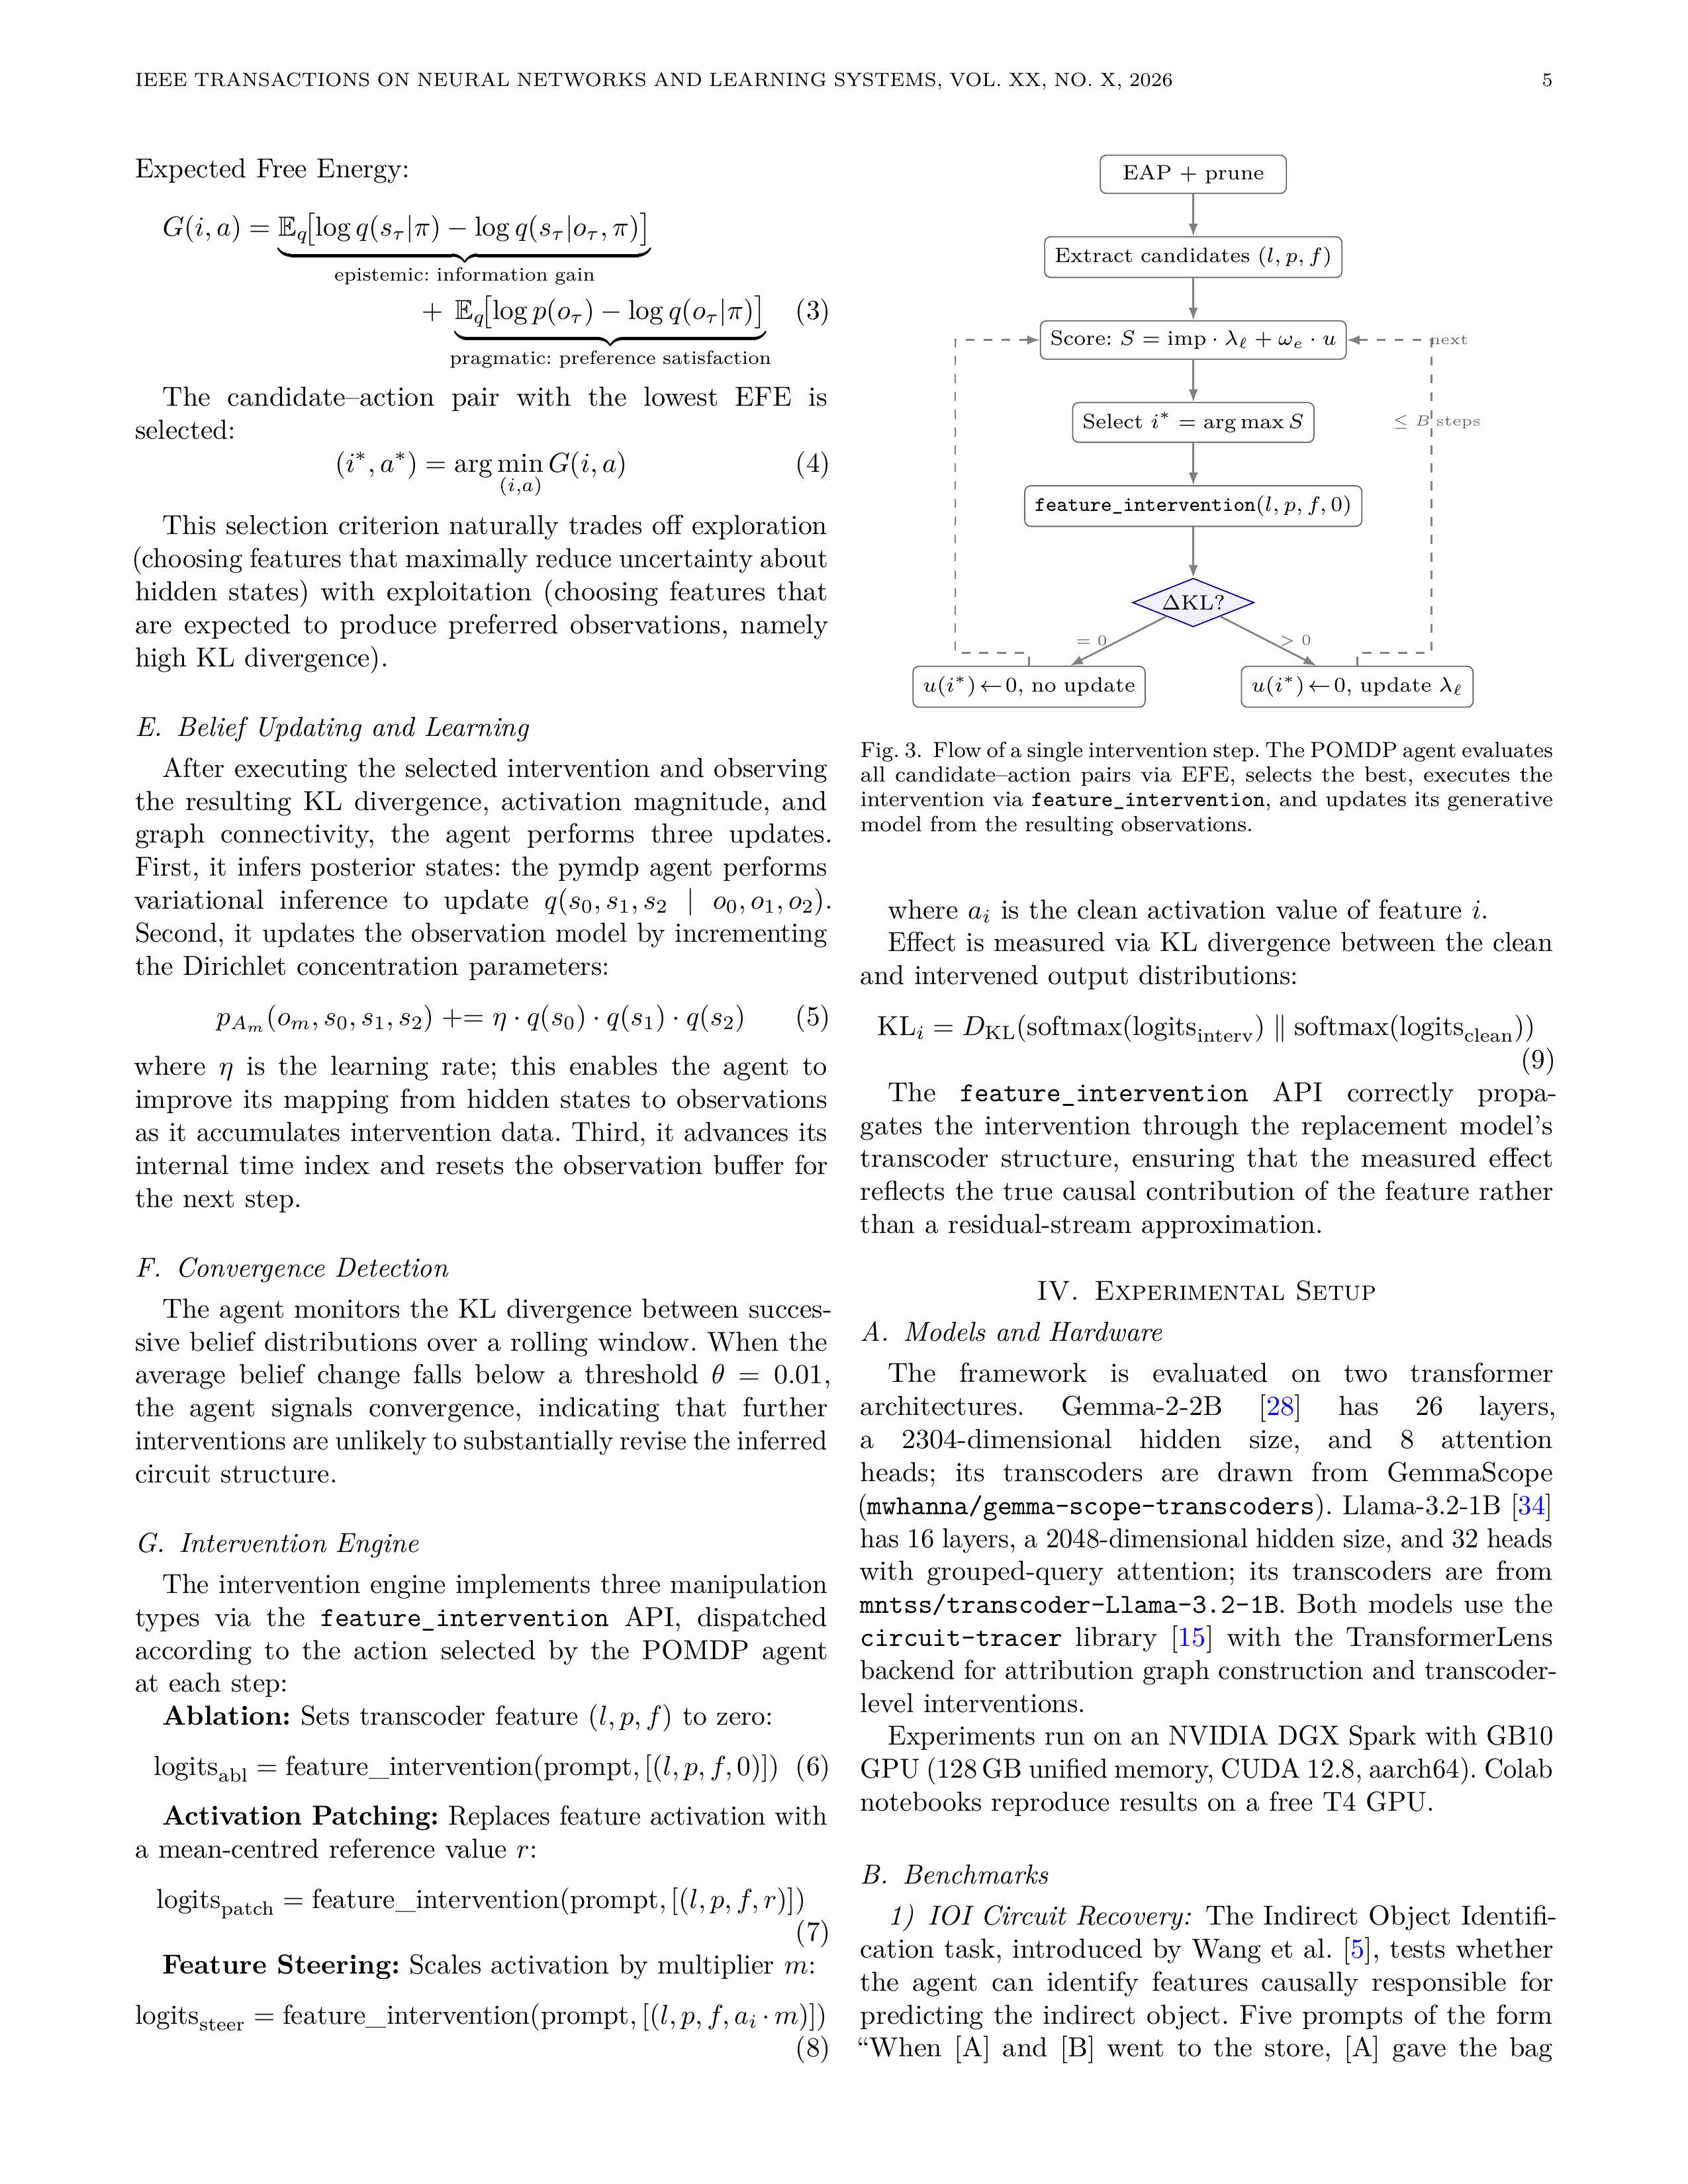 IEEE TRANSACTIONS ON NEURAL NETWORKS AND LEARNING SYSTEMS, VOL. XX, NO. X, 2026 5
Expected Free Energy:
G(i, a) = 𝔼_q[log q(s_τ|π) − log q(s_τ|o_τ, π)]
epistemic: information gain
+ 𝔼_q[log p(o_τ) − log q(o_τ|π)] (3)
pragmatic: preference satisfaction
The candidate–action pair with the lowest EFE is
selected:
(i*, a*) = arg min G(i, a) (4)
(i,a)
This selection criterion naturally trades off exploration
(choosing features that maximally reduce uncertainty about
hidden states) with exploitation (choosing features that
are expected to produce preferred observations, namely
high KL divergence).
E. Belief Updating and Learning
After executing the selected intervention and observing
the resulting KL divergence, activation magnitude, and
graph connectivity, the agent performs three updates.
First, it infers posterior states: the pymdp agent performs
variational inference to update q(s₀, s₁, s₂ | o₀, o₁, o₂).
Second, it updates the observation model by incrementing
the Dirichlet concentration parameters:
p_{A_m}(o_m, s₀, s₁, s₂) += η · q(s₀) · q(s₁) · q(s₂) (5)
where η is the learning rate; this enables the agent to
improve its mapping from hidden states to observations
as it accumulates intervention data. Third, it advances its
internal time index and resets the observation buffer for
the next step.
F. Convergence Detection
The agent monitors the KL divergence between succes-
sive belief distributions over a rolling window. When the
average belief change falls below a threshold θ = 0.01,
the agent signals convergence, indicating that further
interventions are unlikely to substantially revise the inferred
circuit structure.
G. Intervention Engine
The intervention engine implements three manipulation
types via the feature_intervention API, dispatched
according to the action selected by the POMDP agent
at each step:
Ablation: Sets transcoder feature (l, p, f) to zero:
logits_abl = feature_intervention(prompt, [(l, p, f, 0)]) (6)
Activation Patching: Replaces feature activation with
a mean-centred reference value r:
logits_patch = feature_intervention(prompt, [(l, p, f, r)])
(7)
Feature Steering: Scales activation by multiplier m:
logits_steer = feature_intervention(prompt, [(l, p, f, a_i · m)])
(8)
EAP + prune
Extract candidates (l, p, f)
Score: S = imp · λ_ℓ + ω_e · u
next
Select i* = arg max S
≤ B steps
feature_intervention(l, p, f, 0)
ΔKL?
= 0
> 0
u(i*) ← 0, no update
u(i*) ← 0, update λ_ℓ
Fig. 3. Flow of a single intervention step. The POMDP agent evaluates
all candidate–action pairs via EFE, selects the best, executes the
intervention via feature_intervention, and updates its generative
model from the resulting observations.
where a_i is the clean activation value of feature i.
Effect is measured via KL divergence between the clean
and intervened output distributions:
KL_i = D_KL(softmax(logits_interv) ∥ softmax(logits_clean))
(9)
The feature_intervention API correctly propa-
gates the intervention through the replacement model's
transcoder structure, ensuring that the measured effect
reflects the true causal contribution of the feature rather
than a residual-stream approximation.
IV. Experimental Setup
A. Models and Hardware
The framework is evaluated on two transformer
architectures. Gemma-2-2B [28] has 26 layers,
a 2304-dimensional hidden size, and 8 attention
heads; its transcoders are drawn from GemmaScope
(mwhanna/gemma-scope-transcoders). Llama-3.2-1B [34]
has 16 layers, a 2048-dimensional hidden size, and 32 heads
with grouped-query attention; its transcoders are from
mntss/transcoder-Llama-3.2-1B. Both models use the
circuit-tracer library [15] with the TransformerLens
backend for attribution graph construction and transcoder-
level interventions.
Experiments run on an NVIDIA DGX Spark with GB10
GPU (128 GB unified memory, CUDA 12.8, aarch64). Colab
notebooks reproduce results on a free T4 GPU.
B. Benchmarks
1) IOI Circuit Recovery: The Indirect Object Identifi-
cation task, introduced by Wang et al. [5], tests whether
the agent can identify features causally responsible for
predicting the indirect object. Five prompts of the form
“When [A] and [B] went to the store, [A] gave the bag